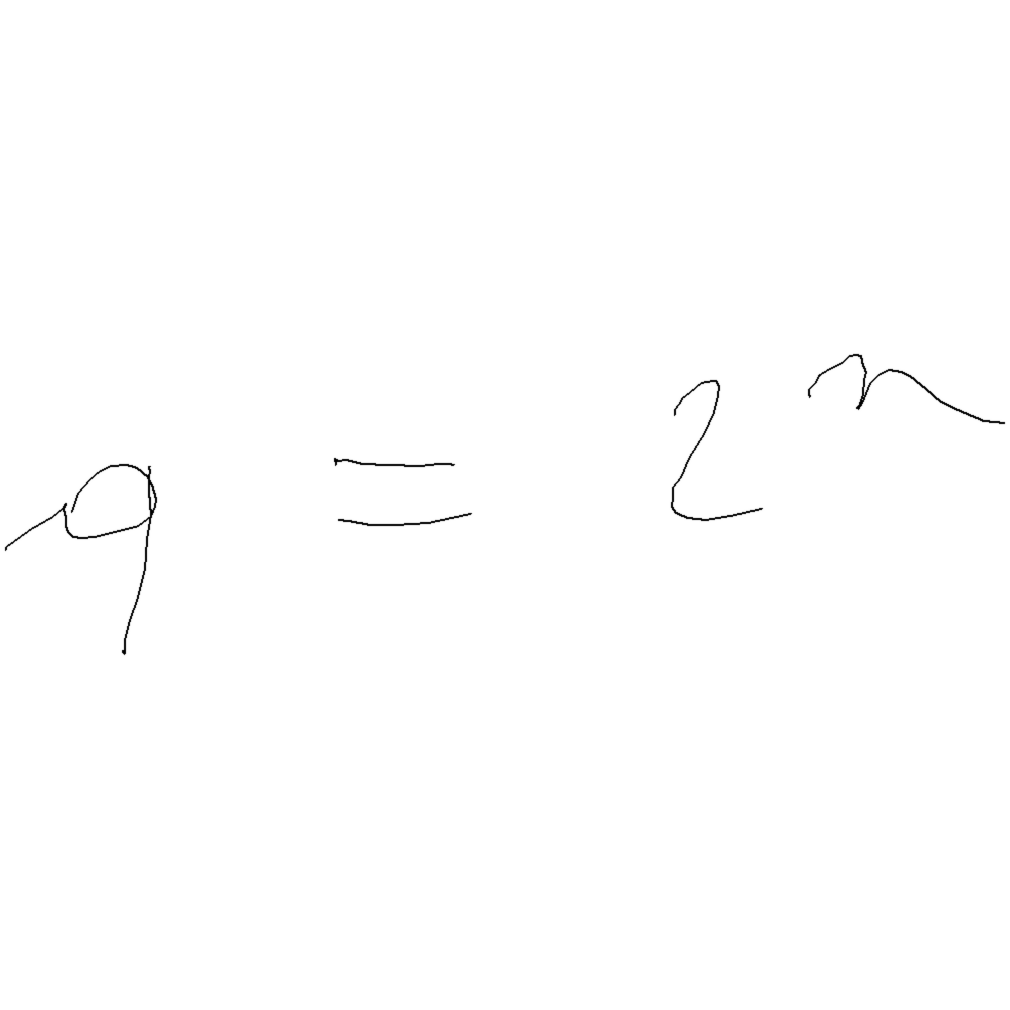 q = 2^n